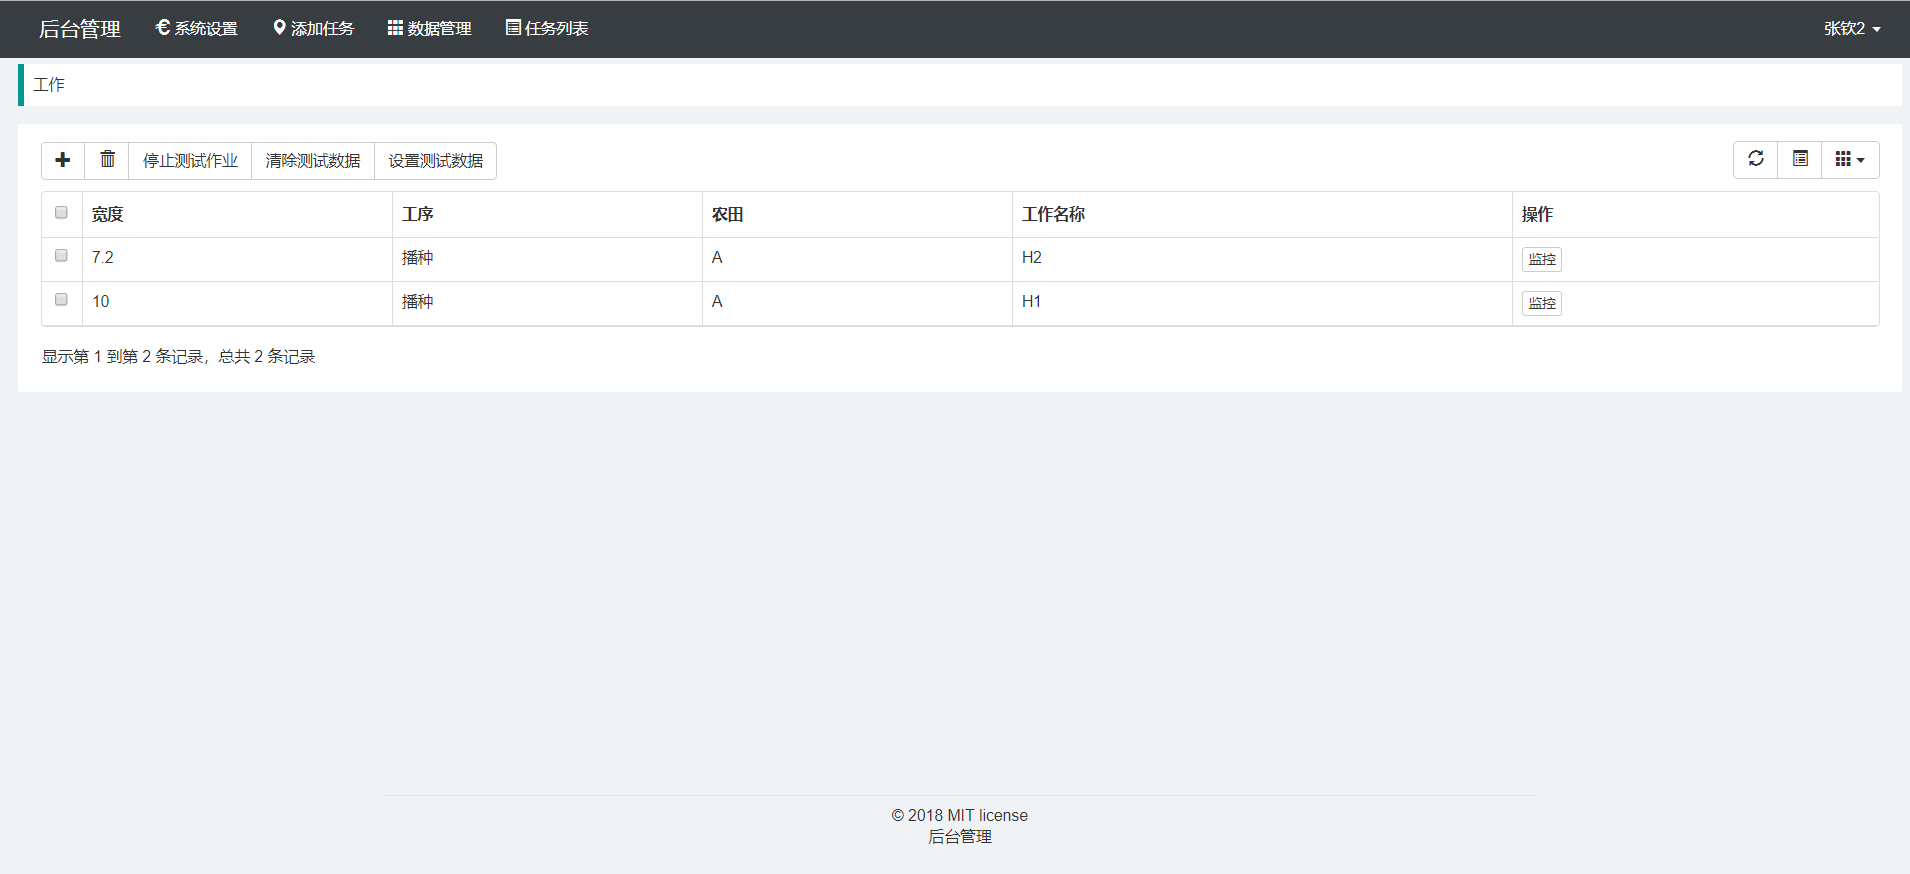 后台管理 系统设置 添加任务 数据管理 任务列表 张钦2
工作
停止测试作业 清除测试数据 设置测试数据
宽度 工序 农田 工作名称 操作
7.2 播种 A H2 监控
10 播种 A H1 监控
显示第 1 到第 2 条记录，总共 2 条记录
© 2018 MIT license
后台管理